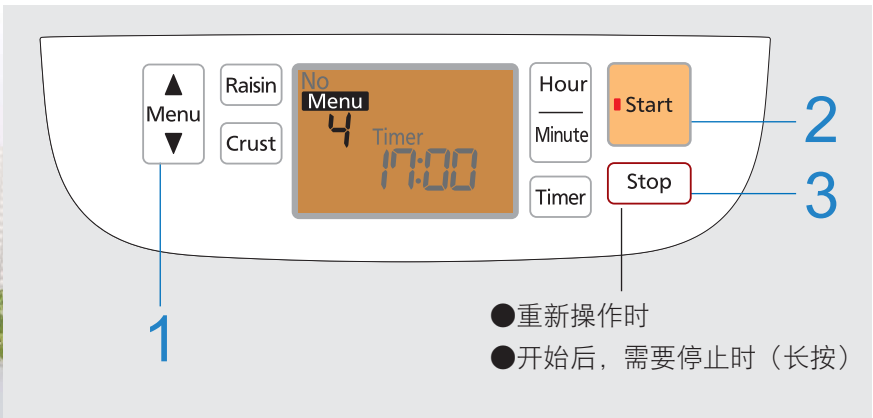 ▲
Menu
▼
Raisin
Crust
No
Menu
4
Timer
17:00
Hour
Minute
Timer
Start
Stop
1
2
3
●重新操作时
●开始后，需要停止时（长按）